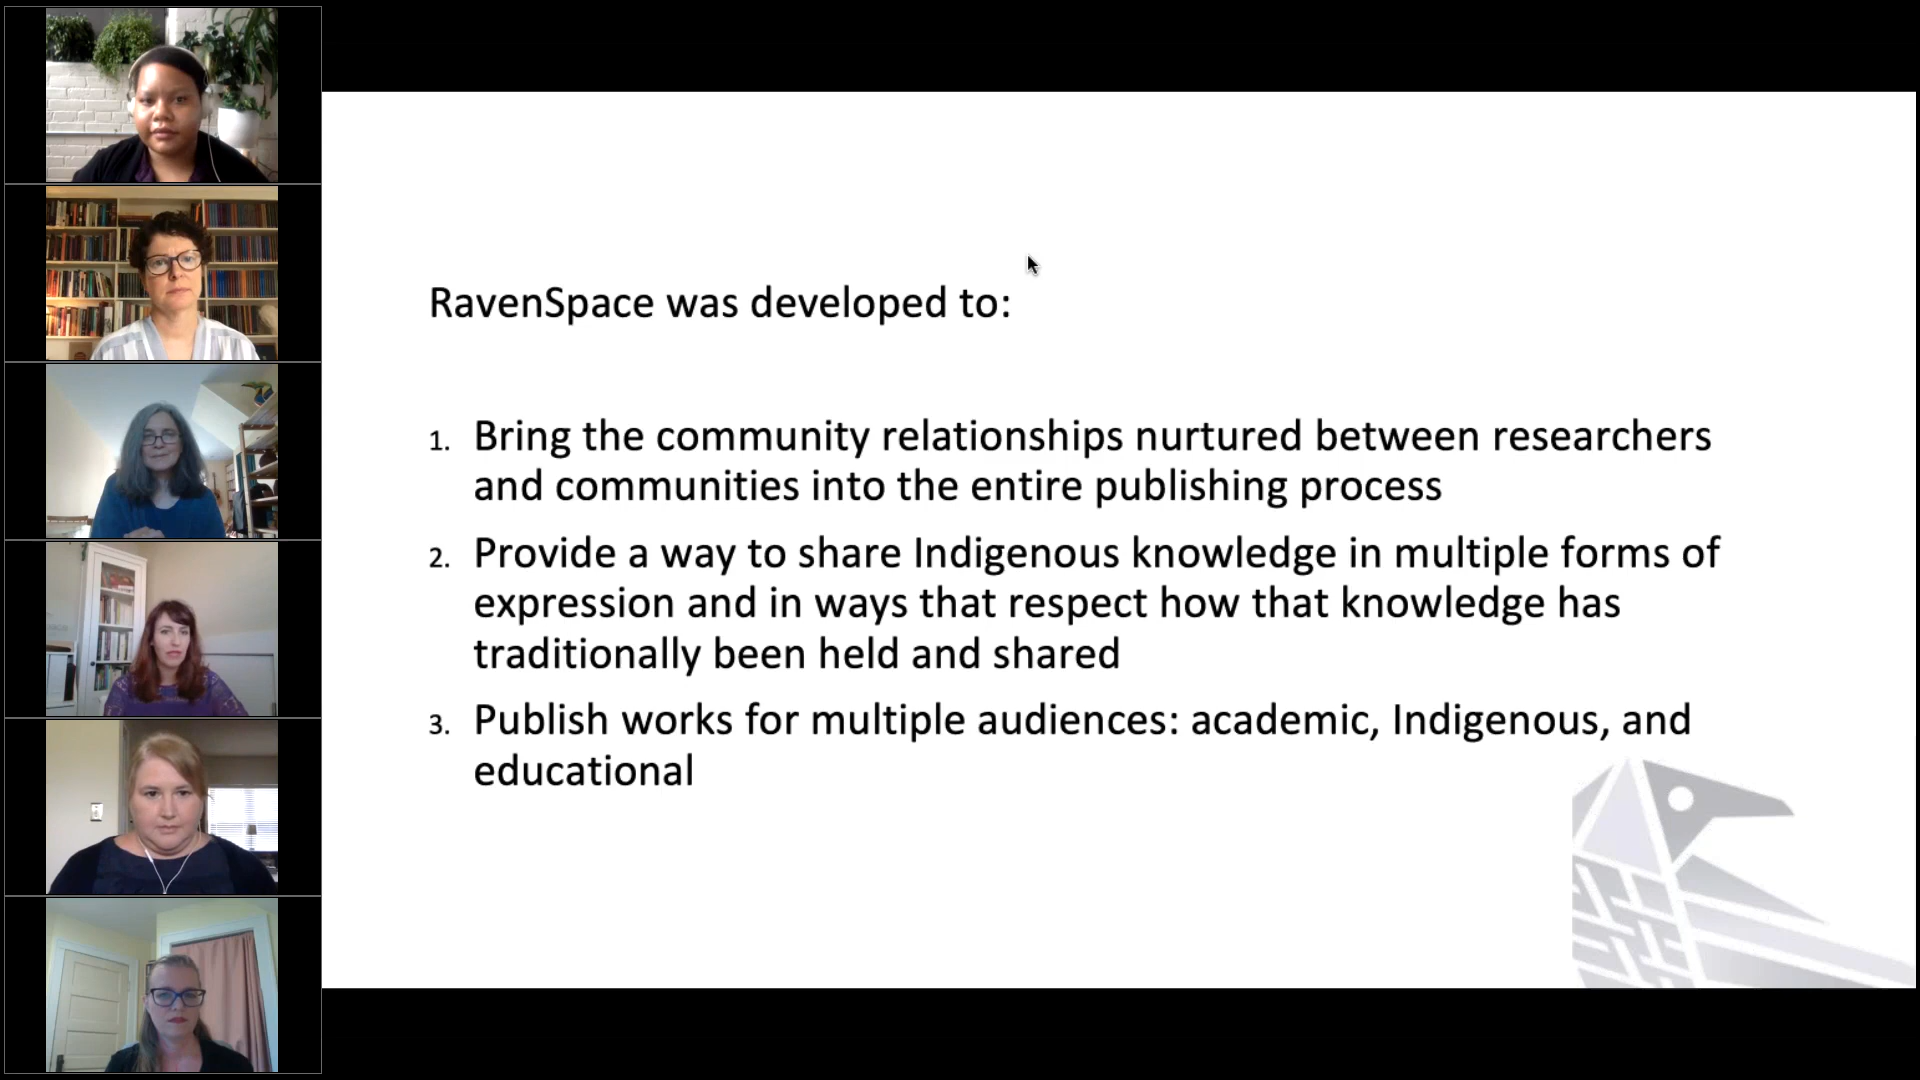 RavenSpace was developed to:
1. Bring the community relationships nurtured between researchers
and communities into the entire publishing process
2. Provide a way to share Indigenous knowledge in multiple forms of
expression and in ways that respect how that knowledge has
traditionally been held and shared
3. Publish works for multiple audiences: academic, Indigenous, and
educational